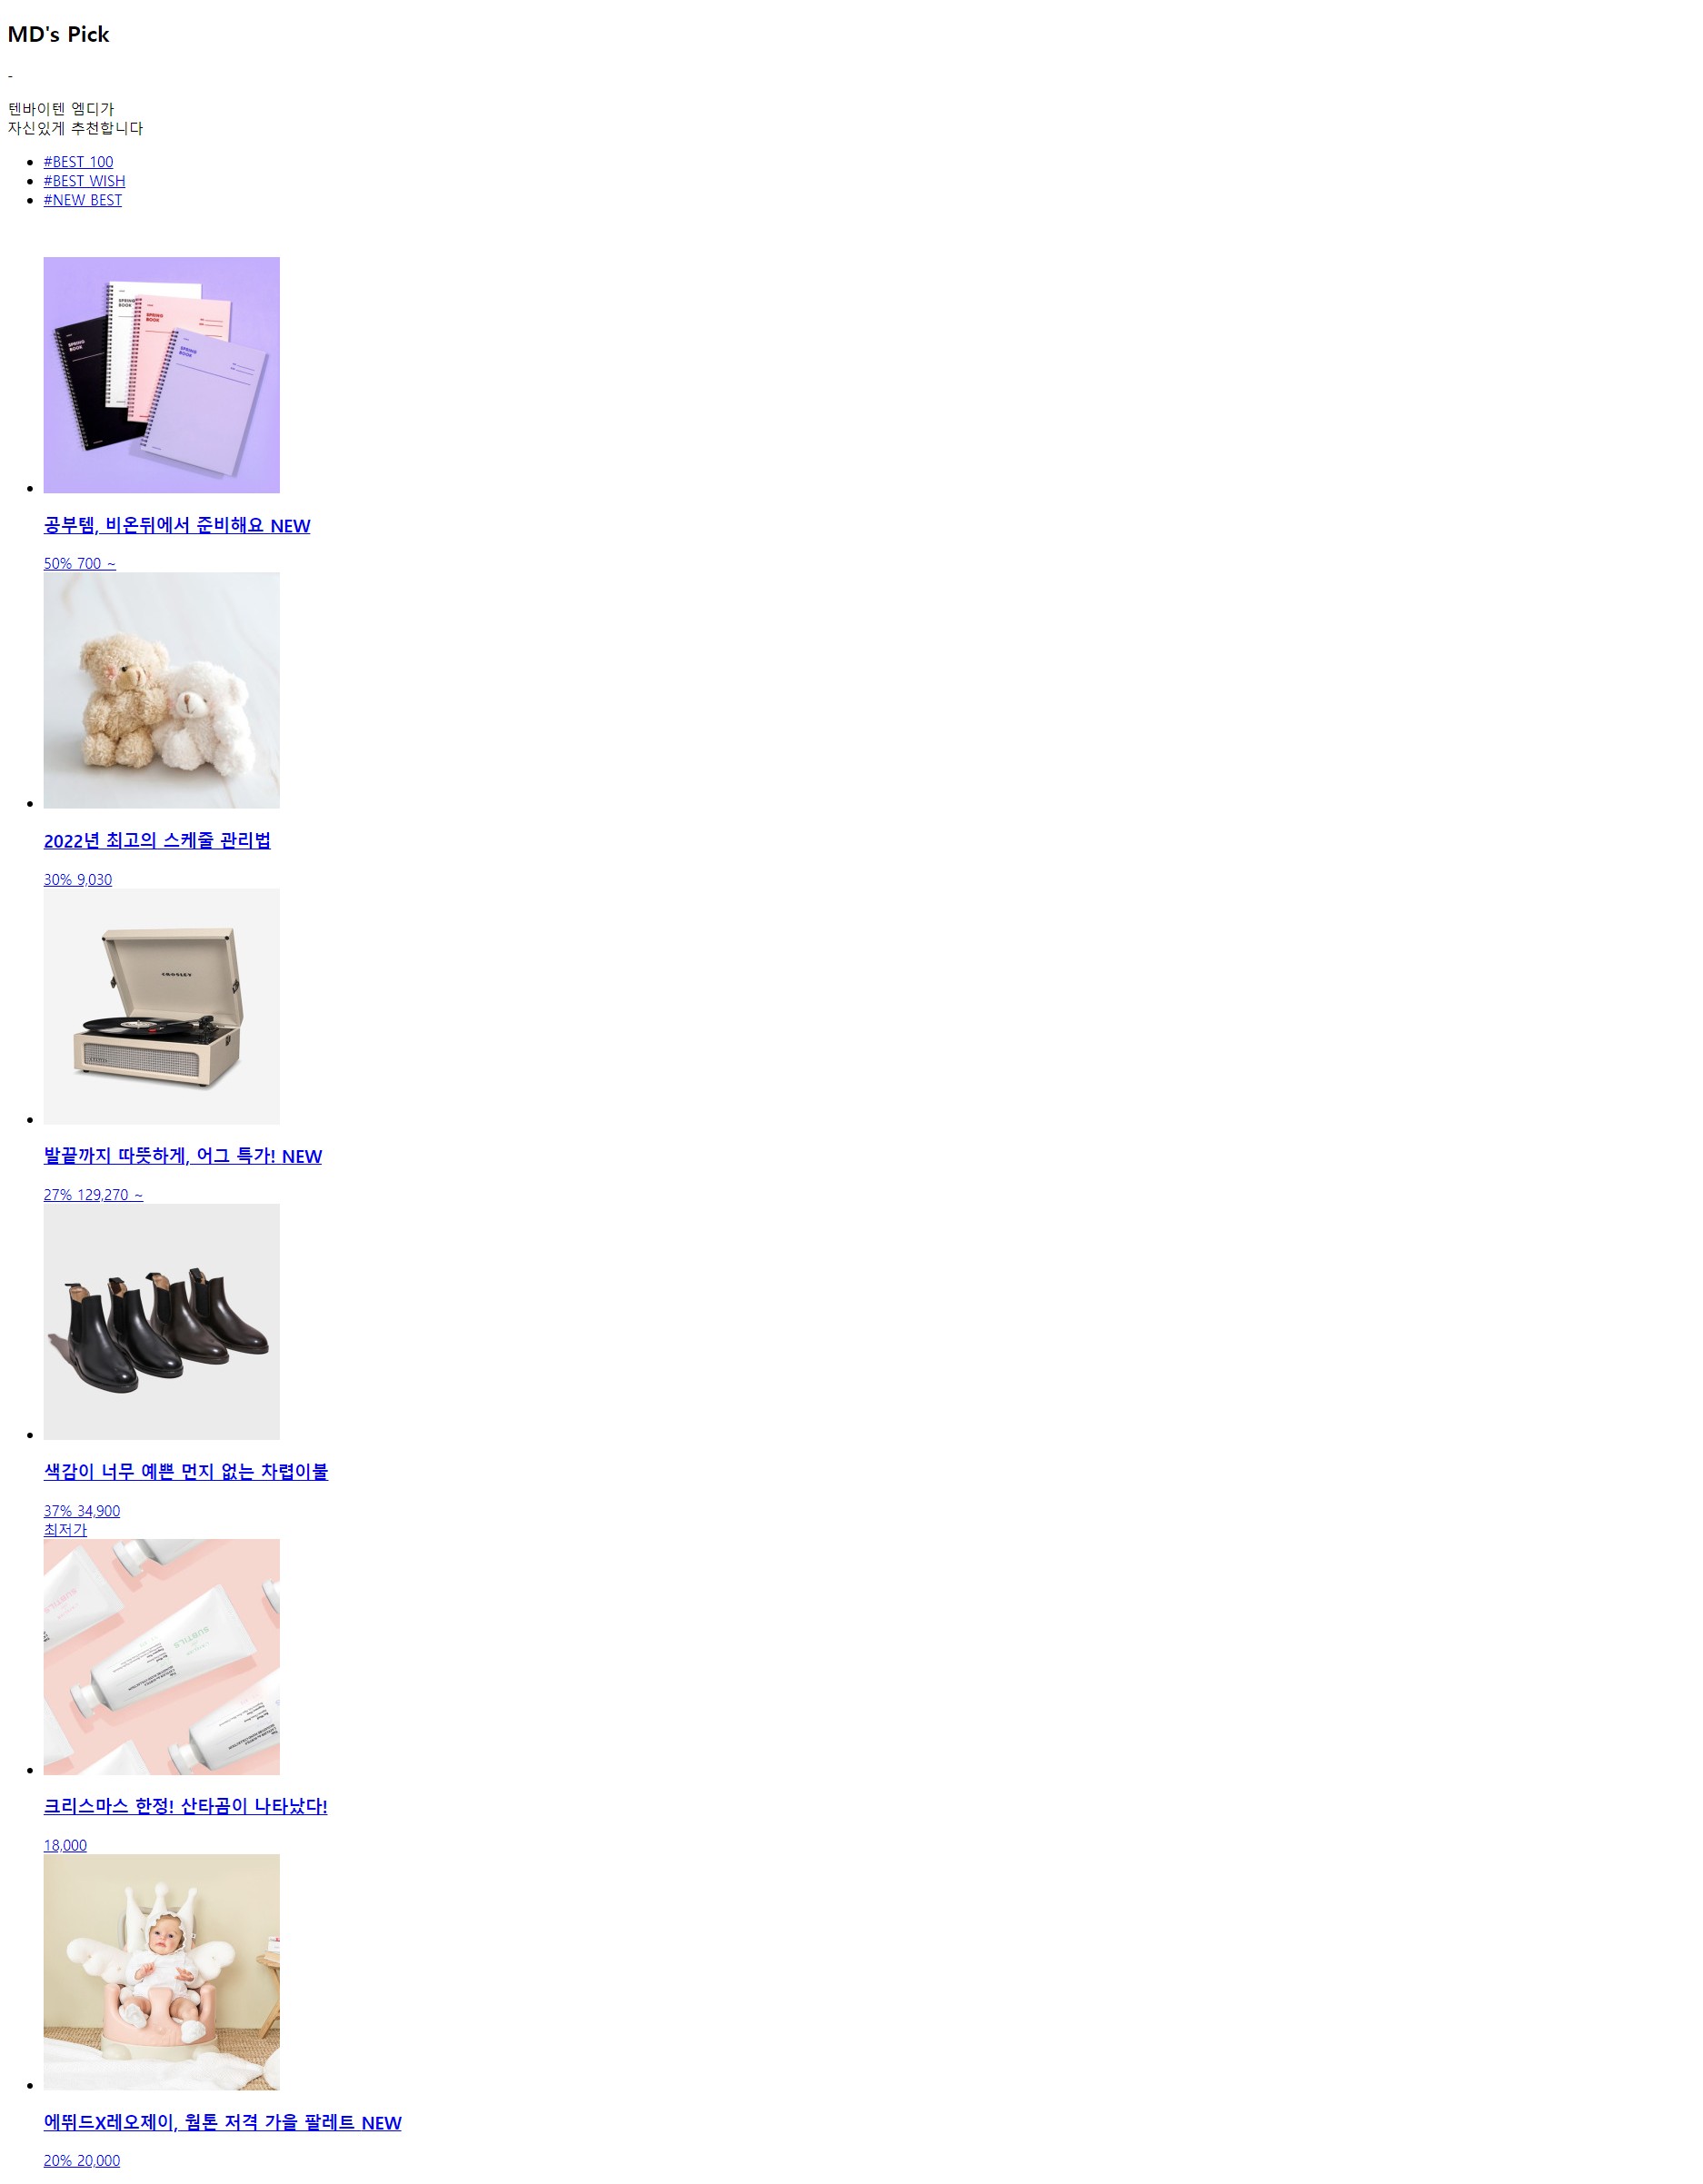 MD's Pick
-
텐바이텐 엠디가
자신있게 추천합니다
#BEST 100
#BEST WISH
#NEW BEST
SPRING
BOOK
SPRING
BOOK
SPRING
BOOK
SPRING
BOOK
공부템, 비온뒤에서 준비해요 NEW
50% 700 ~
2022년 최고의 스케줄 관리법
30% 9,030
CROSLEY
발끝까지 따뜻하게, 어그 특가! NEW
27% 129,270 ~
색감이 너무 예쁜 먼지 없는 차렵이불
37% 34,900
최저가
SUBTILS
SUBTILS
크리스마스 한정! 산타곰이 나타났다!
18,000
에뛰드X레오제이, 웜톤 저격 가을 팔레트 NEW
20% 20,000